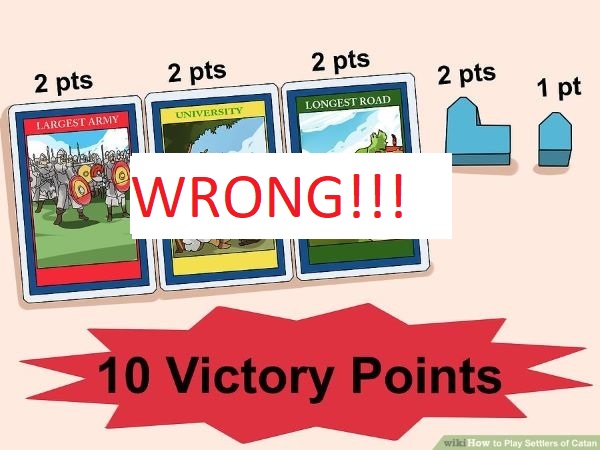 2 pts
2 pts
2 pts
2 pts
1 pt
LARGEST ARMY
UNIVERSITY
LONGEST ROAD
WRONG!!!
10 Victory Points
wikiHow to Play Settlers of Catan